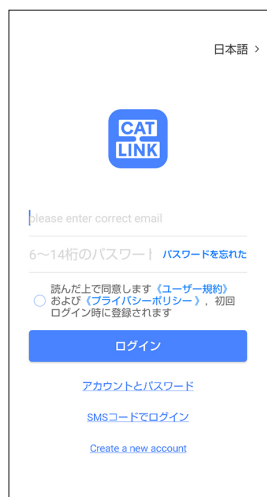 日本語 >
CAT
LINK
please enter correct email
6～14桁のパスワート パスワードを忘れた
読んだ上で同意します《ユーザー規約》
および《プライバシーポリシー 》, 初回
ログイン時に登録されます
ログイン
アカウントとパスワード
SMSコードでログイン
Create a new account